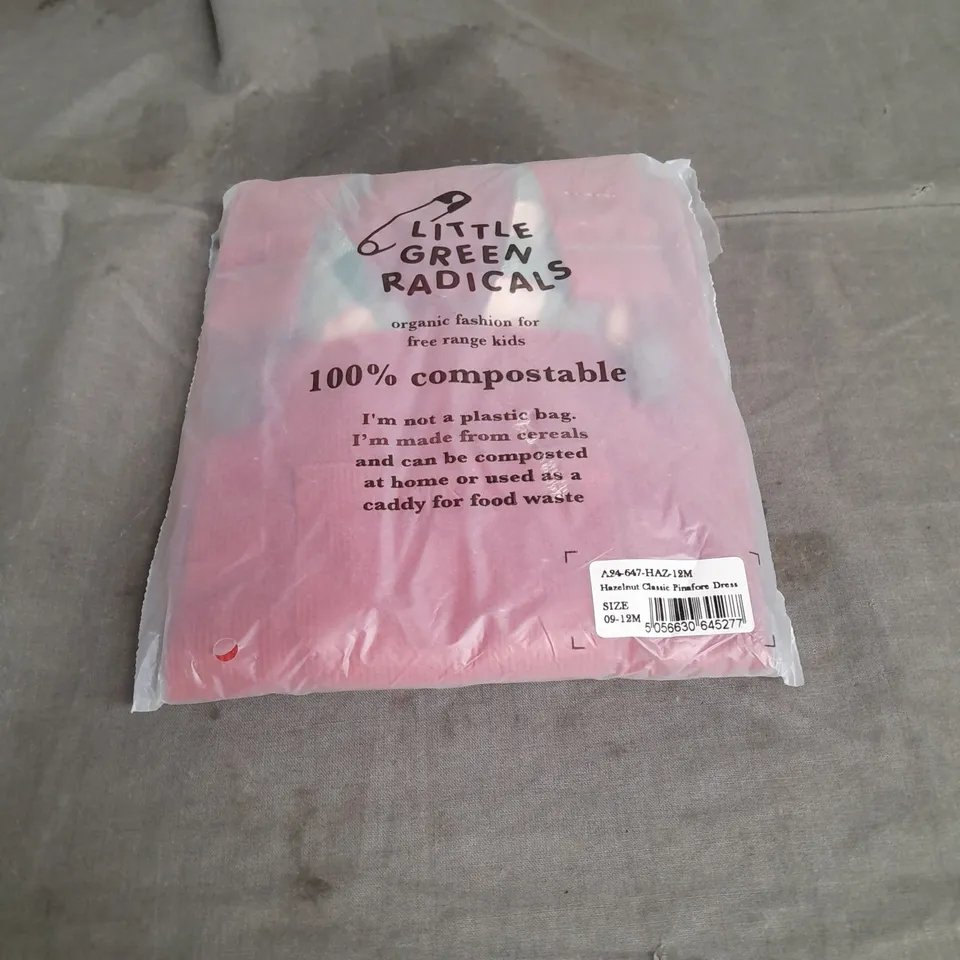 LITTLE
GREEN
RADICALS
organic fashion for
free range kids
100% compostable
I'm not a plastic bag.
I'm made from cereals
and can be composted
at home or used as a
caddy for food waste
A24-647-HAZ-12M
Hazelnut Classic Pinafore Dress
SIZE
09-12M
5 056630 645277